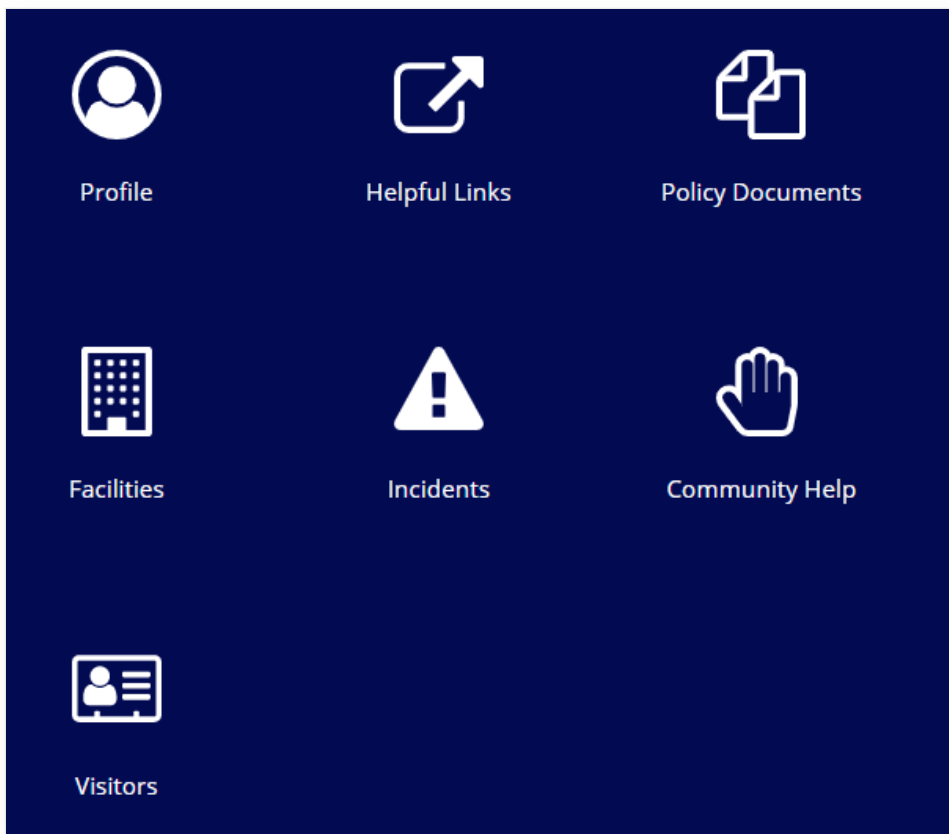 Profile
Helpful Links
Policy Documents
Facilities
Incidents
Community Help
Visitors